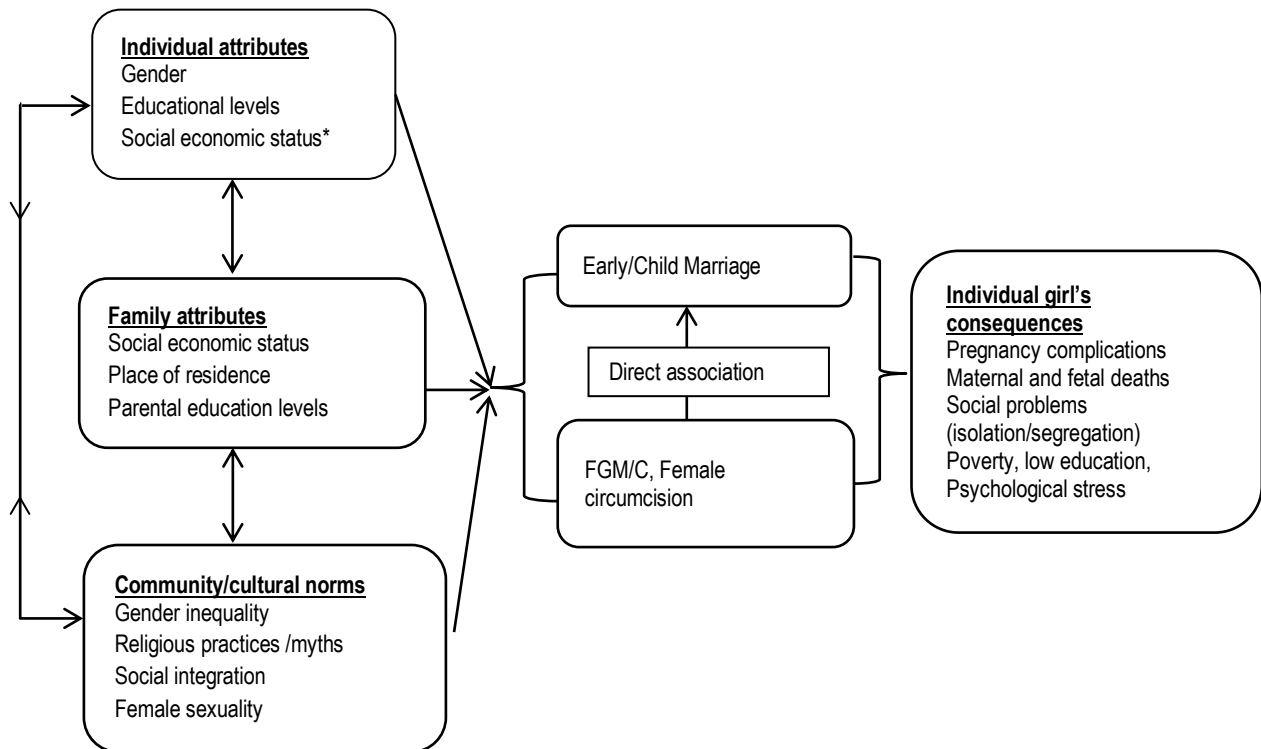 Individual attributes
Gender
Educational levels
Social economic status*
Family attributes
Social economic status
Place of residence
Parental education levels
Community/cultural norms
Gender inequality
Religious practices /myths
Social integration
Female sexuality
Early/Child Marriage
Direct association
FGM/C, Female
circumcision
Individual girl’s
consequences
Pregnancy complications
Maternal and fetal deaths
Social problems
(isolation/segregation)
Poverty, low education,
Psychological stress